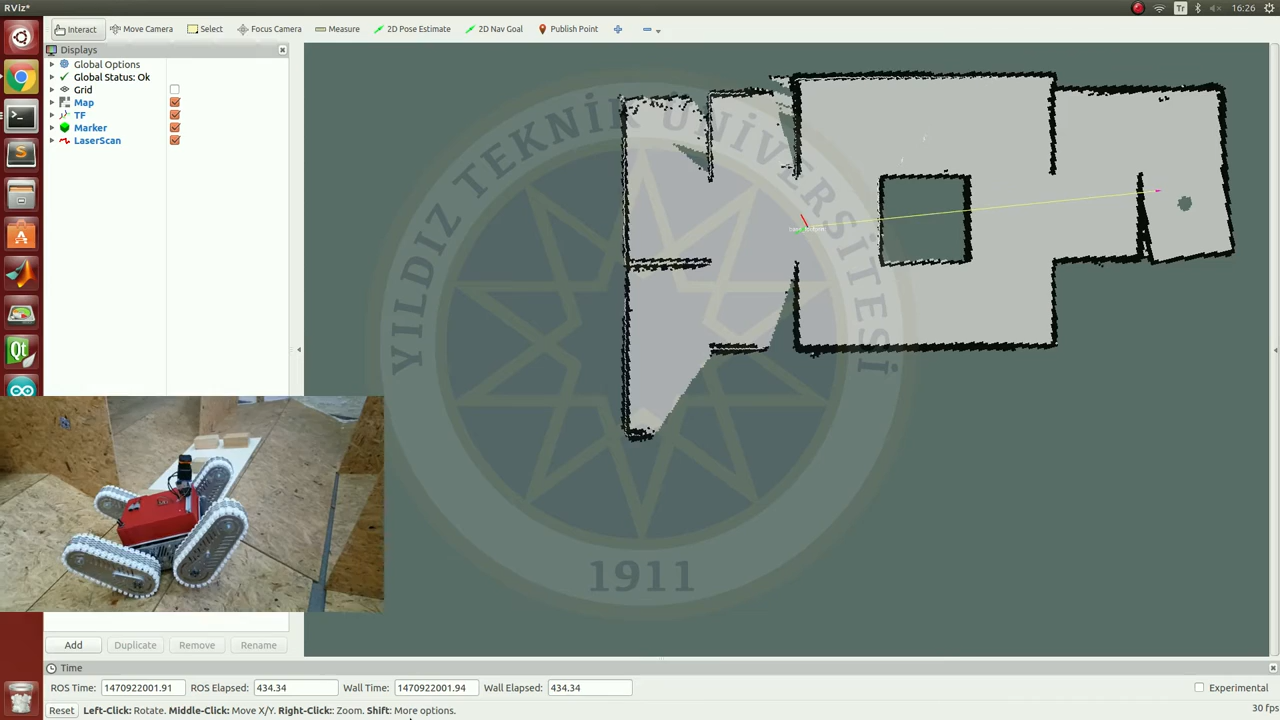 RViz*
Tr
16:26
Interact
Move Camera
Select
Focus Camera
Measure
2D Pose Estimate
2D Nav Goal
Publish Point
Displays
Global Options
Global Status: Ok
Grid
Map
TF
Marker
LaserScan
YILDIZ TEKNİK ÜNİVERSİTESİ
1911
Add
Duplicate
Remove
Rename
Time
ROS Time:
1470922001.91
ROS Elapsed:
434.34
Wall Time:
1470922001.94
Wall Elapsed:
434.34
Experimental
Reset
Left-Click: Rotate. Middle-Click: Move X/Y. Right-Click:: Zoom. Shift: More options.
30 fps